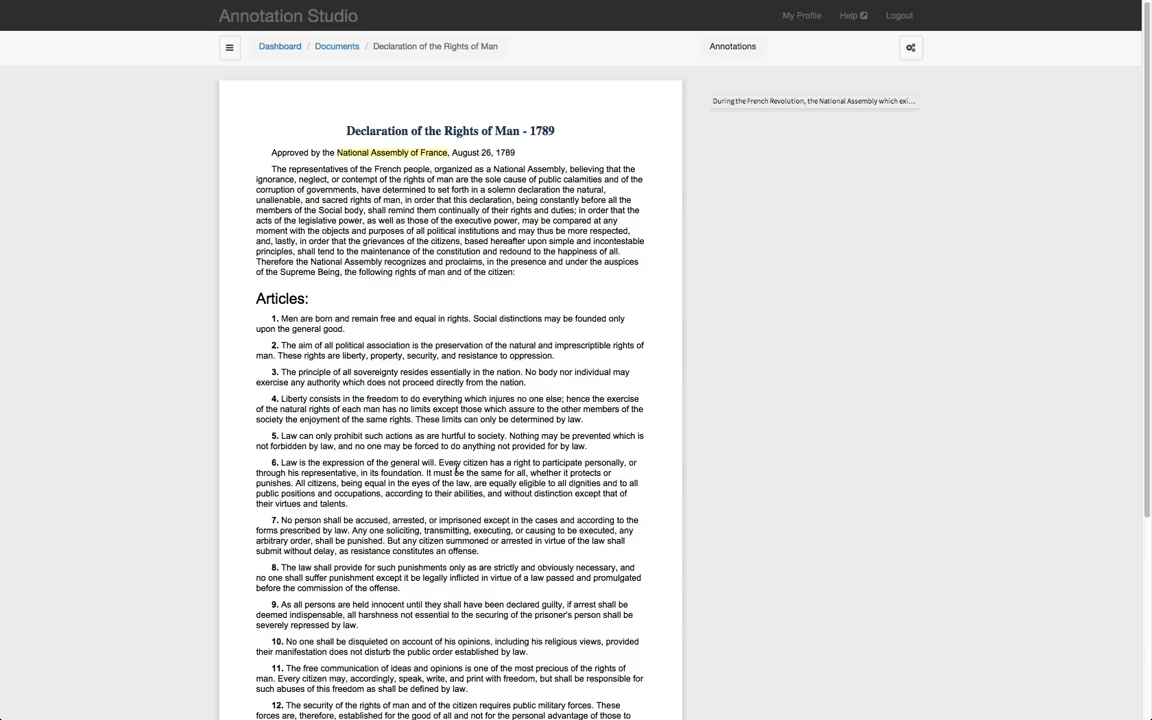 Annotation Studio
My Profile Help Logout
Dashboard / Documents / Declaration of the Rights of Man
Annotations
During the French Revolution, the National Assembly which exi...
Declaration of the Rights of Man - 1789
Approved by the National Assembly of France, August 26, 1789
The representatives of the French people, organized as a National Assembly, believing that the
ignorance, neglect, or contempt of the rights of man are the sole cause of public calamities and of the
corruption of governments, have determined to set forth in a solemn declaration the natural,
unalienable, and sacred rights of man, in order that this declaration, being constantly before all the
members of the Social body, shall remind them continually of their rights and duties; in order that the
acts of the legislative power, as well as those of the executive power, may be compared at any
moment with the objects and purposes of all political institutions and may thus be more respected,
and, lastly, in order that the grievances of the citizens, based hereafter upon simple and incontestable
principles, shall tend to the maintenance of the constitution and redound to the happiness of all.
Therefore the National Assembly recognizes and proclaims, in the presence and under the auspices
of the Supreme Being, the following rights of man and of the citizen:
Articles:
1. Men are born and remain free and equal in rights. Social distinctions may be founded only
upon the general good.
2. The aim of all political association is the preservation of the natural and imprescriptible rights of
man. These rights are liberty, property, security, and resistance to oppression.
3. The principle of all sovereignty resides essentially in the nation. No body nor individual may
exercise any authority which does not proceed directly from the nation.
4. Liberty consists in the freedom to do everything which injures no one else; hence the exercise
of the natural rights of each man has no limits except those which assure to the other members of the
society the enjoyment of the same rights. These limits can only be determined by law.
5. Law can only prohibit such actions as are hurtful to society. Nothing may be prevented which is
not forbidden by law, and no one may be forced to do anything not provided for by law.
6. Law is the expression of the general will. Every citizen has a right to participate personally, or
through his representative, in its foundation. It must be the same for all, whether it protects or
punishes. All citizens, being equal in the eyes of the law, are equally eligible to all dignities and to all
public positions and occupations, according to their abilities, and without distinction except that of
their virtues and talents.
7. No person shall be accused, arrested, or imprisoned except in the cases and according to the
forms prescribed by law. Any one soliciting, transmitting, executing, or causing to be executed, any
arbitrary order, shall be punished. But any citizen summoned or arrested in virtue of the law shall
submit without delay, as resistance constitutes an offense.
8. The law shall provide for such punishments only as are strictly and obviously necessary, and
no one shall suffer punishment except it be legally inflicted in virtue of a law passed and promulgated
before the commission of the offense.
9. As all persons are held innocent until they shall have been declared guilty, if arrest shall be
deemed indispensable, all harshness not essential to the securing of the prisoner's person shall be
severely repressed by law.
10. No one shall be disquieted on account of his opinions, including his religious views, provided
their manifestation does not disturb the public order established by law.
11. The free communication of ideas and opinions is one of the most precious of the rights of
man. Every citizen may, accordingly, speak, write, and print with freedom, but shall be responsible for
such abuses of this freedom as shall be defined by law.
12. The security of the rights of man and of the citizen requires public military forces. These
forces are, therefore, established for the good of all and not for the personal advantage of those to